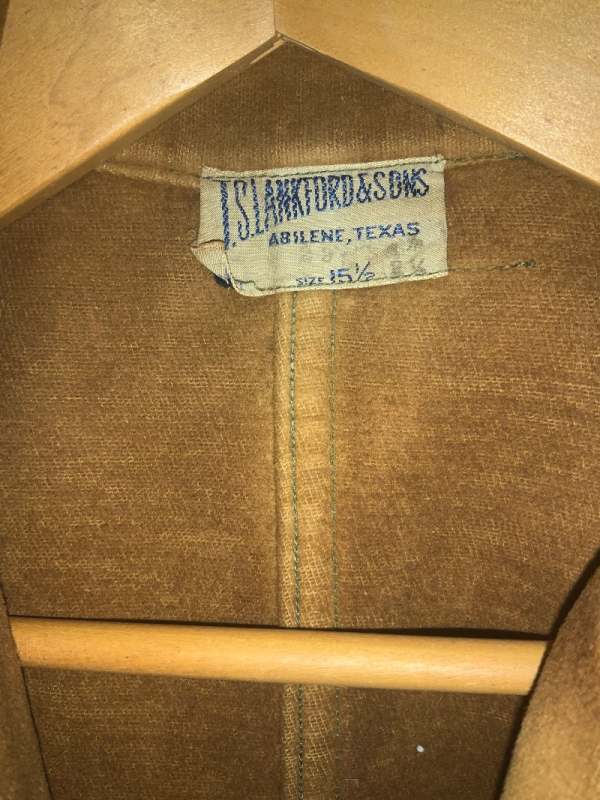 J.S.LANKFORD&SONS
ABILENE, TEXAS
SIZE 15½